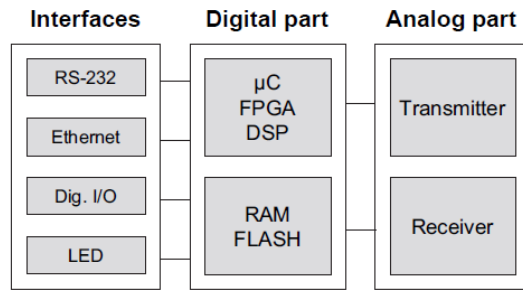 Interfaces
Digital part
Analog part
RS-232
Ethernet
Dig. I/O
LED
µC
FPGA
DSP
RAM
FLASH
Transmitter
Receiver